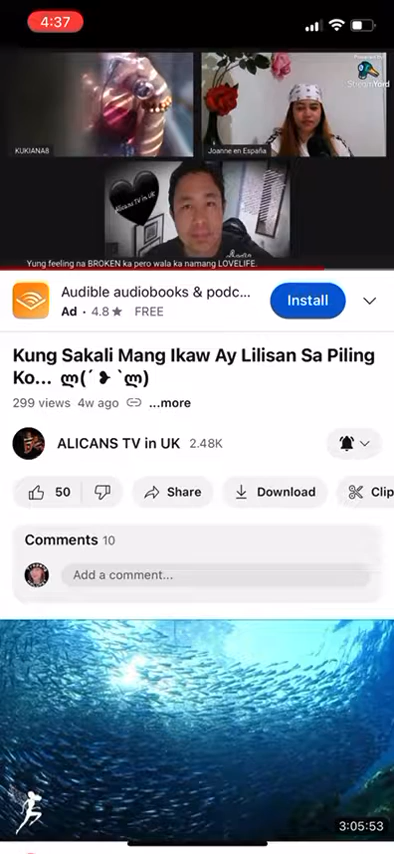 4:37
KUKIANA8
Joanne en España
StreamYard
Alicans TV in UK
Yung feeling na BROKEN ka pero wala ka namang LOVELIFE.
Audible audiobooks & podc...
Ad · 4.8★ FREE
Install
Kung Sakali Mang Ikaw Ay Lilisan Sa Piling
Ko... ლ(´ ❥ `ლ)
299 views 4w ago ...more
ALICANS TV in UK 2.48K
50
Share
Download
Clip
Comments 10
Add a comment...
3:05:53